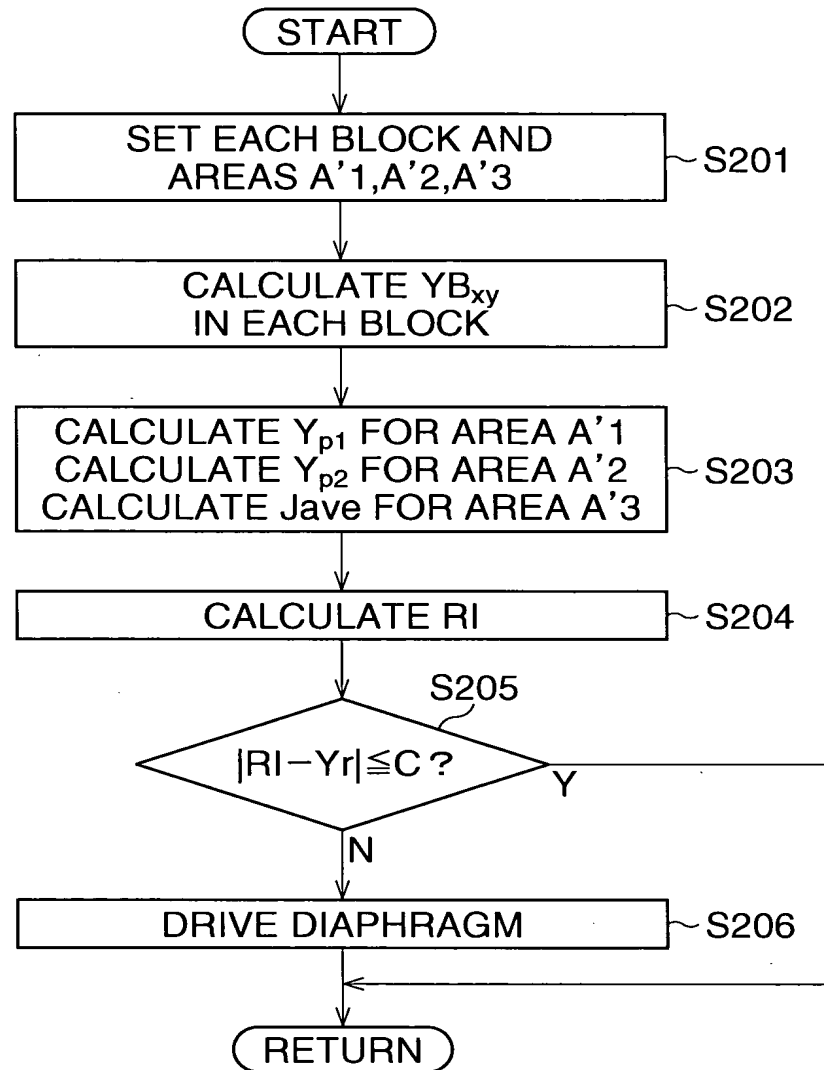 START
SET EACH BLOCK AND
AREAS A'1,A'2,A'3
S201
CALCULATE YBxy
IN EACH BLOCK
S202
CALCULATE Yp1 FOR AREA A'1
CALCULATE Yp2 FOR AREA A'2
CALCULATE Jave FOR AREA A'3
S203
CALCULATE RI
S204
S205
|RI−Yr|≦C ?
Y
N
DRIVE DIAPHRAGM
S206
RETURN